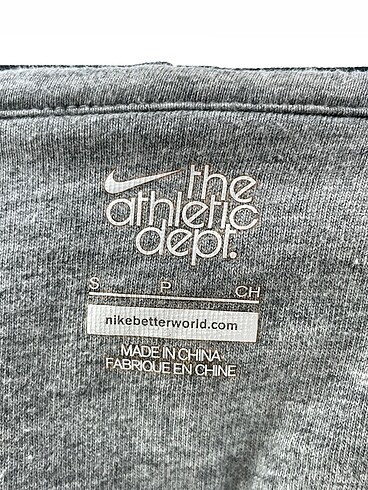 the
athletic
dept.
S P CH
nikebetterworld.com
MADE IN CHINA
FABRIQUE EN CHINE